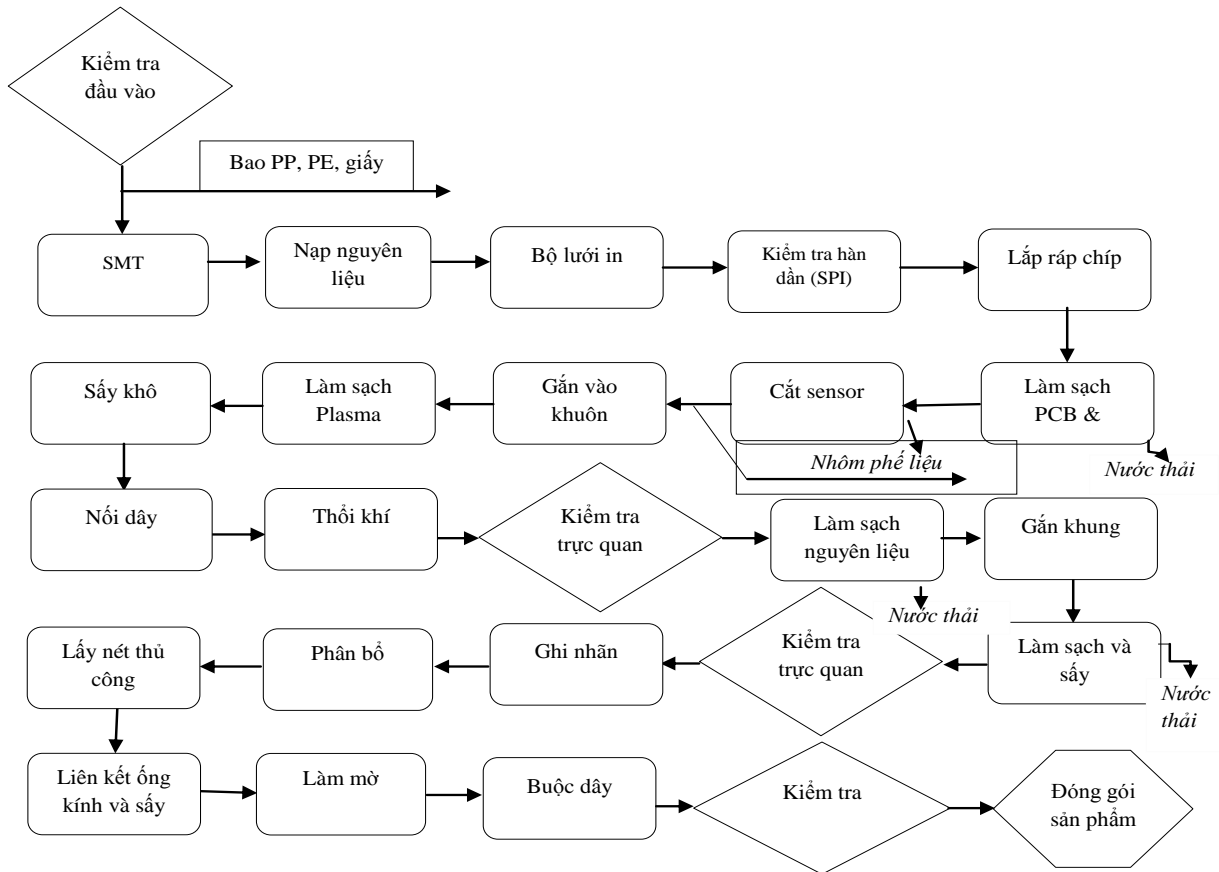 Kiểm tra
đầu vào
Bao PP, PE, giấy
SMT
Nạp nguyên
liệu
Bộ lưới in
Kiểm tra hàn
dần (SPI)
Lắp ráp chíp
Sấy khô
Làm sạch
Plasma
Gắn vào
khuôn
Cắt sensor
Làm sạch
PCB &
Nhôm phế liệu
Nước thải
Nối dây
Thổi khí
Kiểm tra
trực quan
Làm sạch
nguyên liệu
Gắn khung
Nước thải
Lấy nét thủ
công
Phân bổ
Ghi nhãn
Kiểm tra
trực quan
Làm sạch và
sấy
Nước
thải
Liên kết ống
kính và sấy
Làm mờ
Buộc dây
Kiểm tra
Đóng gói
sản phẩm